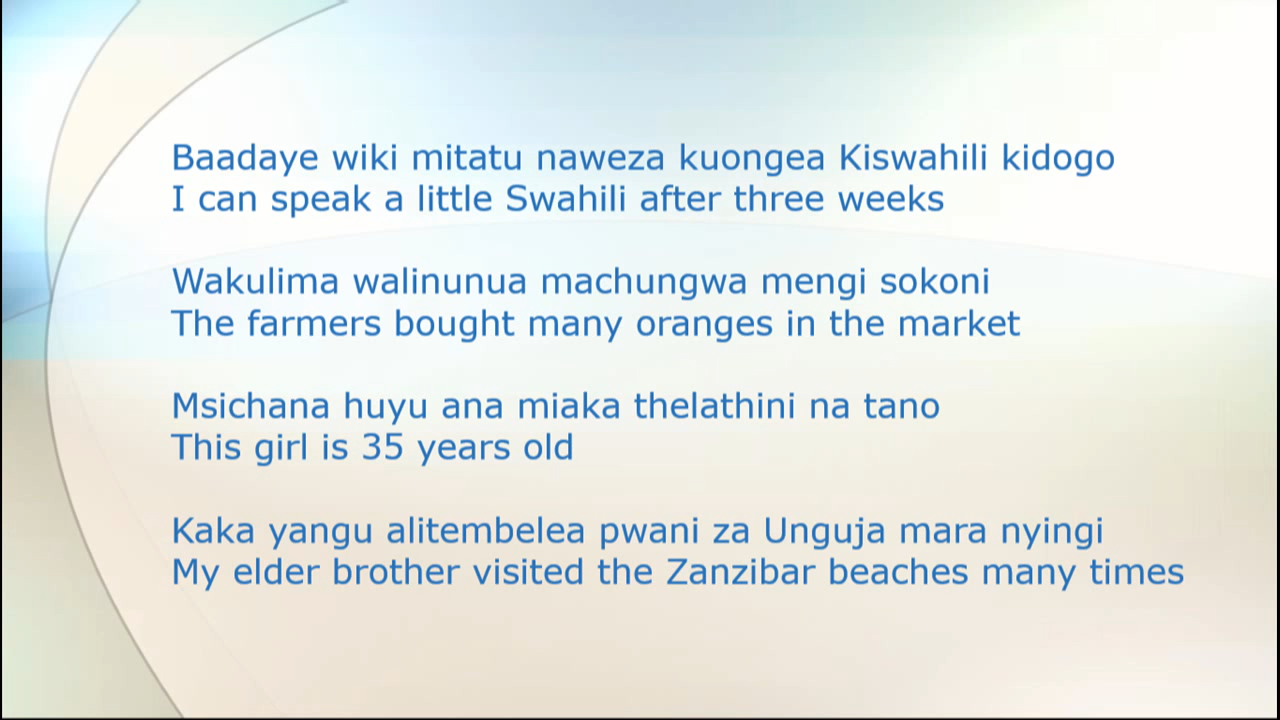 Baadaye wiki mitatu naweza kuongea Kiswahili kidogo
I can speak a little Swahili after three weeks
Wakulima walinunua machungwa mengi sokoni
The farmers bought many oranges in the market
Msichana huyu ana miaka thelathini na tano
This girl is 35 years old
Kaka yangu alitembelea pwani za Unguja mara nyingi
My elder brother visited the Zanzibar beaches many times